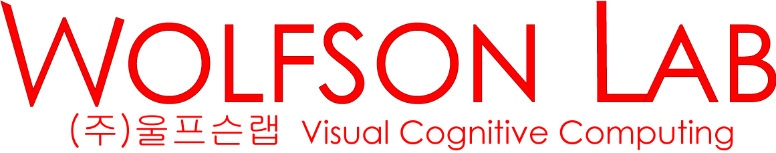 WOLFSON LAB
(주)울프슨랩 Visual Cognitive Computing